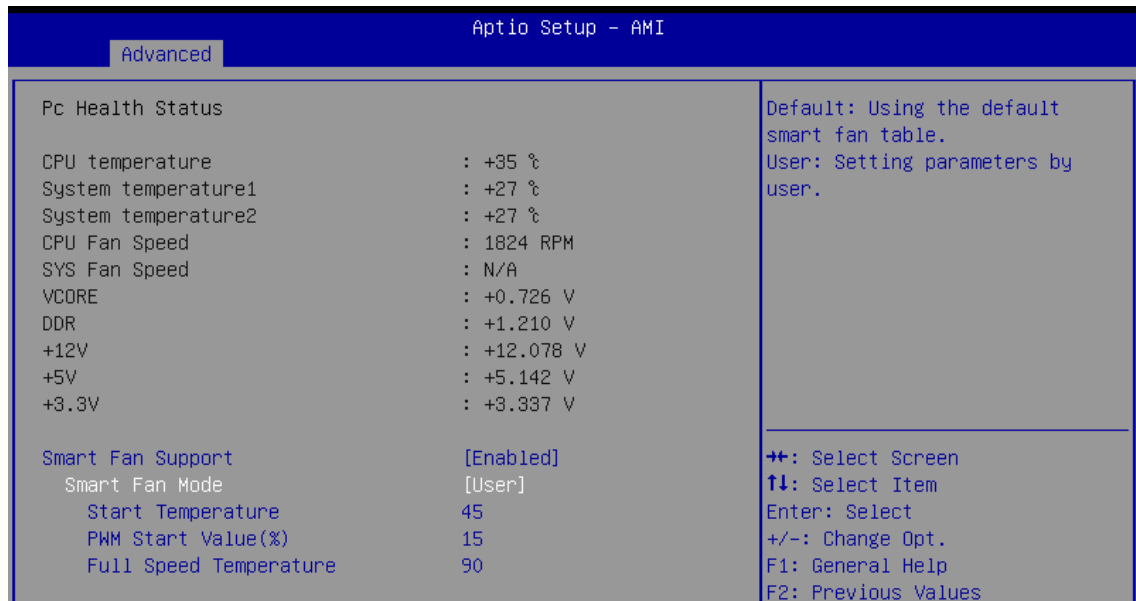 Aptio Setup – AMI
Advanced
Pc Health Status
CPU temperature : +35 ℃
System temperature1 : +27 ℃
System temperature2 : +27 ℃
CPU Fan Speed : 1824 RPM
SYS Fan Speed : N/A
VCORE : +0.726 V
DDR : +1.210 V
+12V : +12.078 V
+5V : +5.142 V
+3.3V : +3.337 V
Smart Fan Support [Enabled]
Smart Fan Mode [User]
Start Temperature 45
PWM Start Value(%) 15
Full Speed Temperature 90
Default: Using the default
smart fan table.
User: Setting parameters by
user.
→←: Select Screen
↑↓: Select Item
Enter: Select
+/-: Change Opt.
F1: General Help
F2: Previous Values